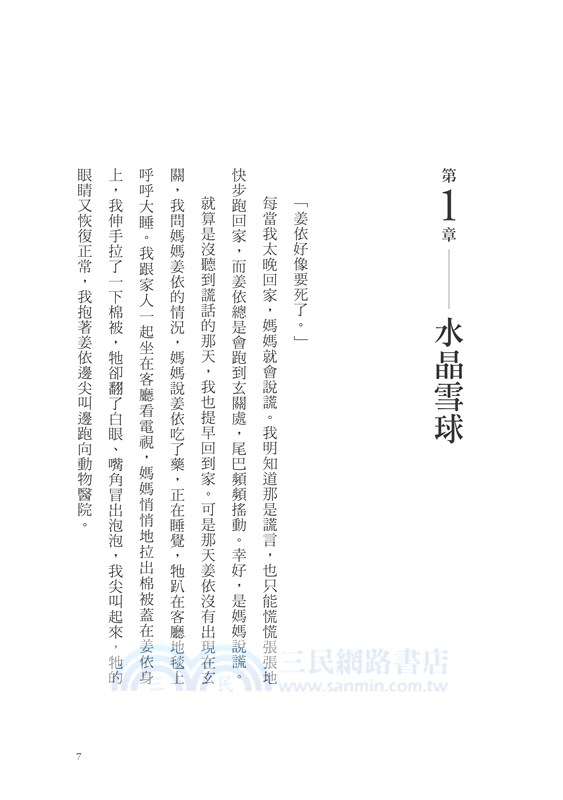 第1章——水晶雪球
「姜依好像要死了。」
每當我太晚回家，媽媽就會說謊。我明知道那是謊言，也只能慌慌張張地
快步跑回家，而姜依總是會跑到玄關處，尾巴頻頻搖動。幸好，是媽媽說謊。
就算是沒聽到謊話的那天，我也提早回到家。可是那天姜依沒有出現在玄
關，我問媽媽姜依的情況，媽媽說姜依吃了藥，正在睡覺，牠趴在客廳地毯上
呼呼大睡。我跟家人一起坐在客廳看電視，媽媽悄悄地拉出棉被蓋在姜依身
上，我伸手拉了一下棉被，牠卻翻了白眼、嘴角冒出泡泡，我尖叫起來，牠的
眼睛又恢復正常，我抱著姜依邊尖叫邊跑向動物醫院。
三民網路書店
三民
www.sanmin.com.tw
7